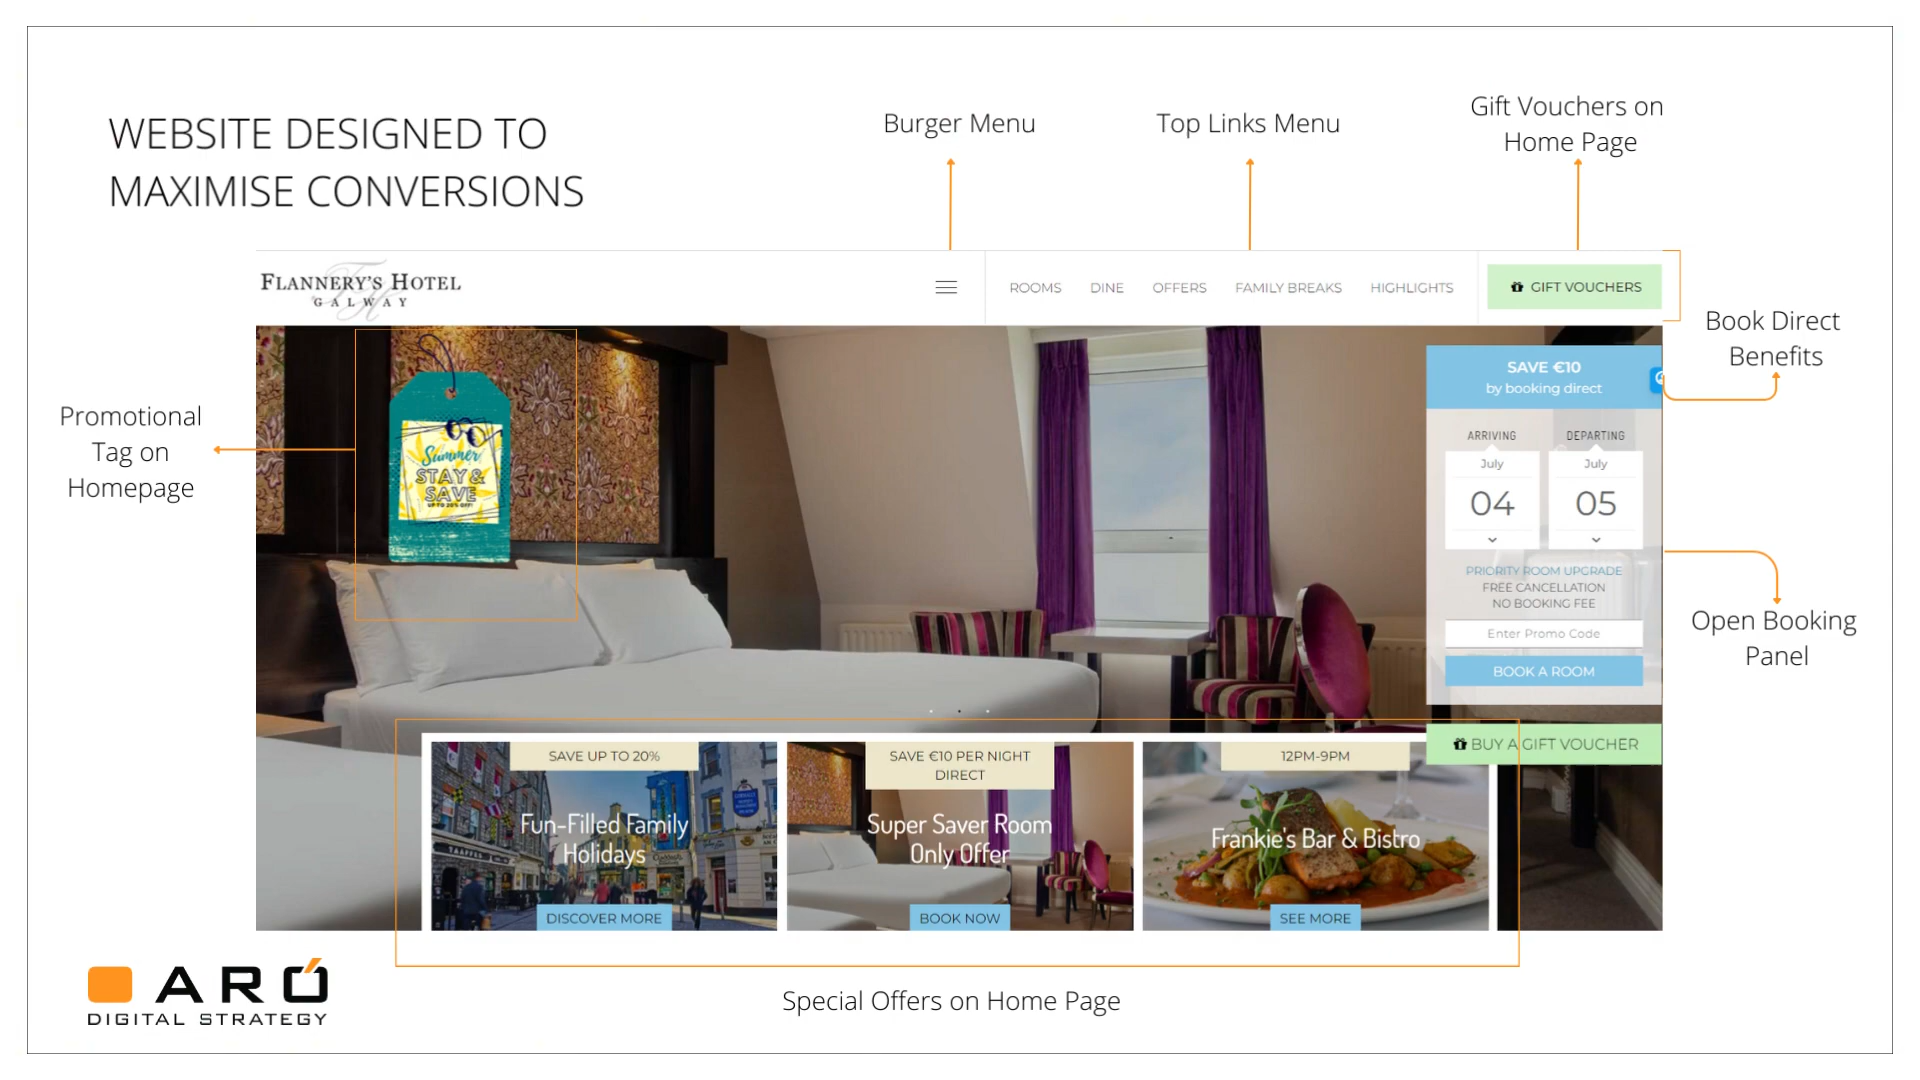 WEBSITE DESIGNED TO
MAXIMISE CONVERSIONS
Burger Menu
Top Links Menu
Gift Vouchers on
Home Page
FLANNERY'S HOTEL
GALWAY
ROOMS DINE OFFERS FAMILY BREAKS HIGHLIGHTS
GIFT VOUCHERS
Book Direct
Benefits
Promotional
Tag on
Homepage
Summer
STAY &
SAVE
UP TO 20% OFF!
SAVE €10
by booking direct
ARRIVING DEPARTING
July July
04 05
PRIORITY ROOM UPGRADE
FREE CANCELLATION
NO BOOKING FEE
Enter Promo Code
BOOK A ROOM
Open Booking
Panel
BUY A GIFT VOUCHER
SAVE UP TO 20%
Fun-Filled Family
Holidays
DISCOVER MORE
SAVE €10 PER NIGHT
DIRECT
Super Saver Room
Only Offer
BOOK NOW
12PM-9PM
Frankie's Bar & Bistro
SEE MORE
Special Offers on Home Page
ARÓ
DIGITAL STRATEGY